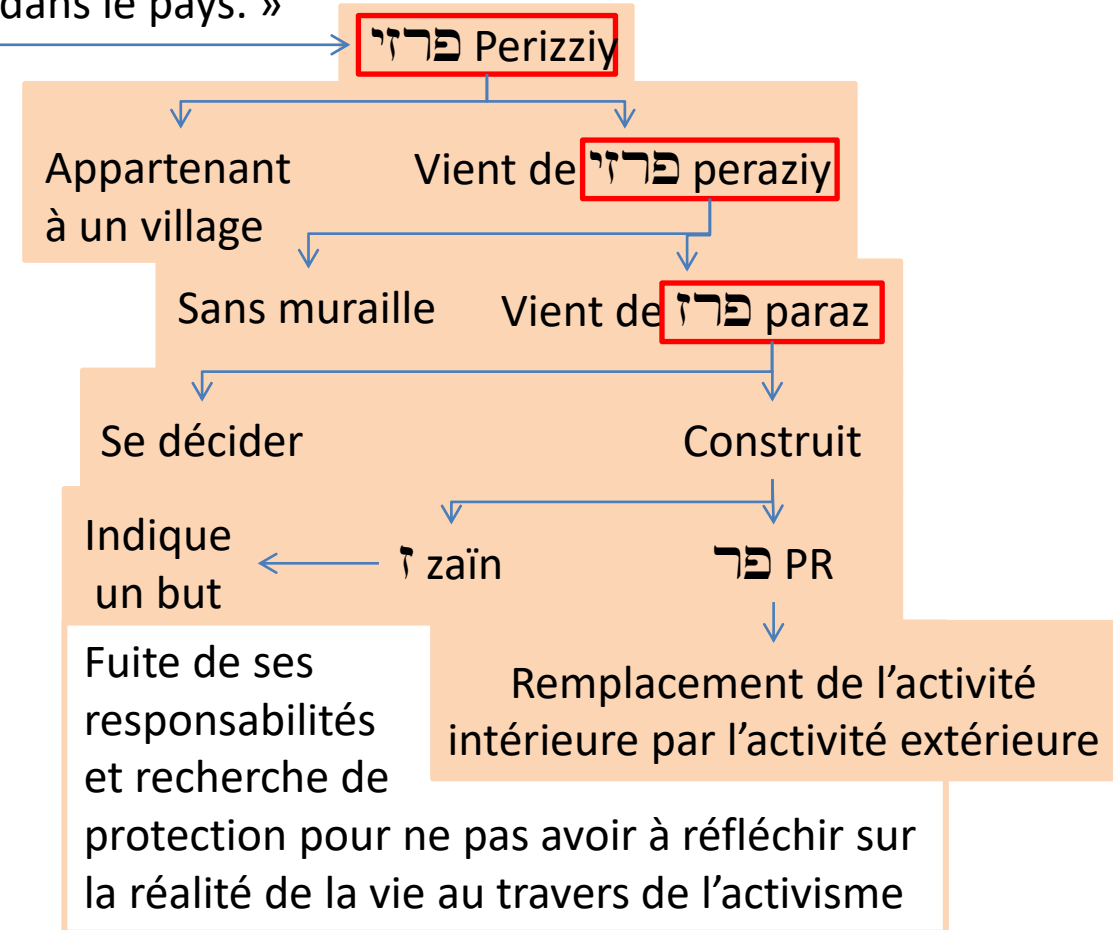 dans le pays. »
פרזי Perizziy
Appartenant
à un village
Vient de פרזי peraziy
Sans muraille
Vient de פרז paraz
Se décider
Construit
Indique
un but
ז zaïn
פר PR
Remplacement de l’activité
intérieure par l’activité extérieure
Fuite de ses
responsabilités
et recherche de
protection pour ne pas avoir à réfléchir sur
la réalité de la vie au travers de l’activisme